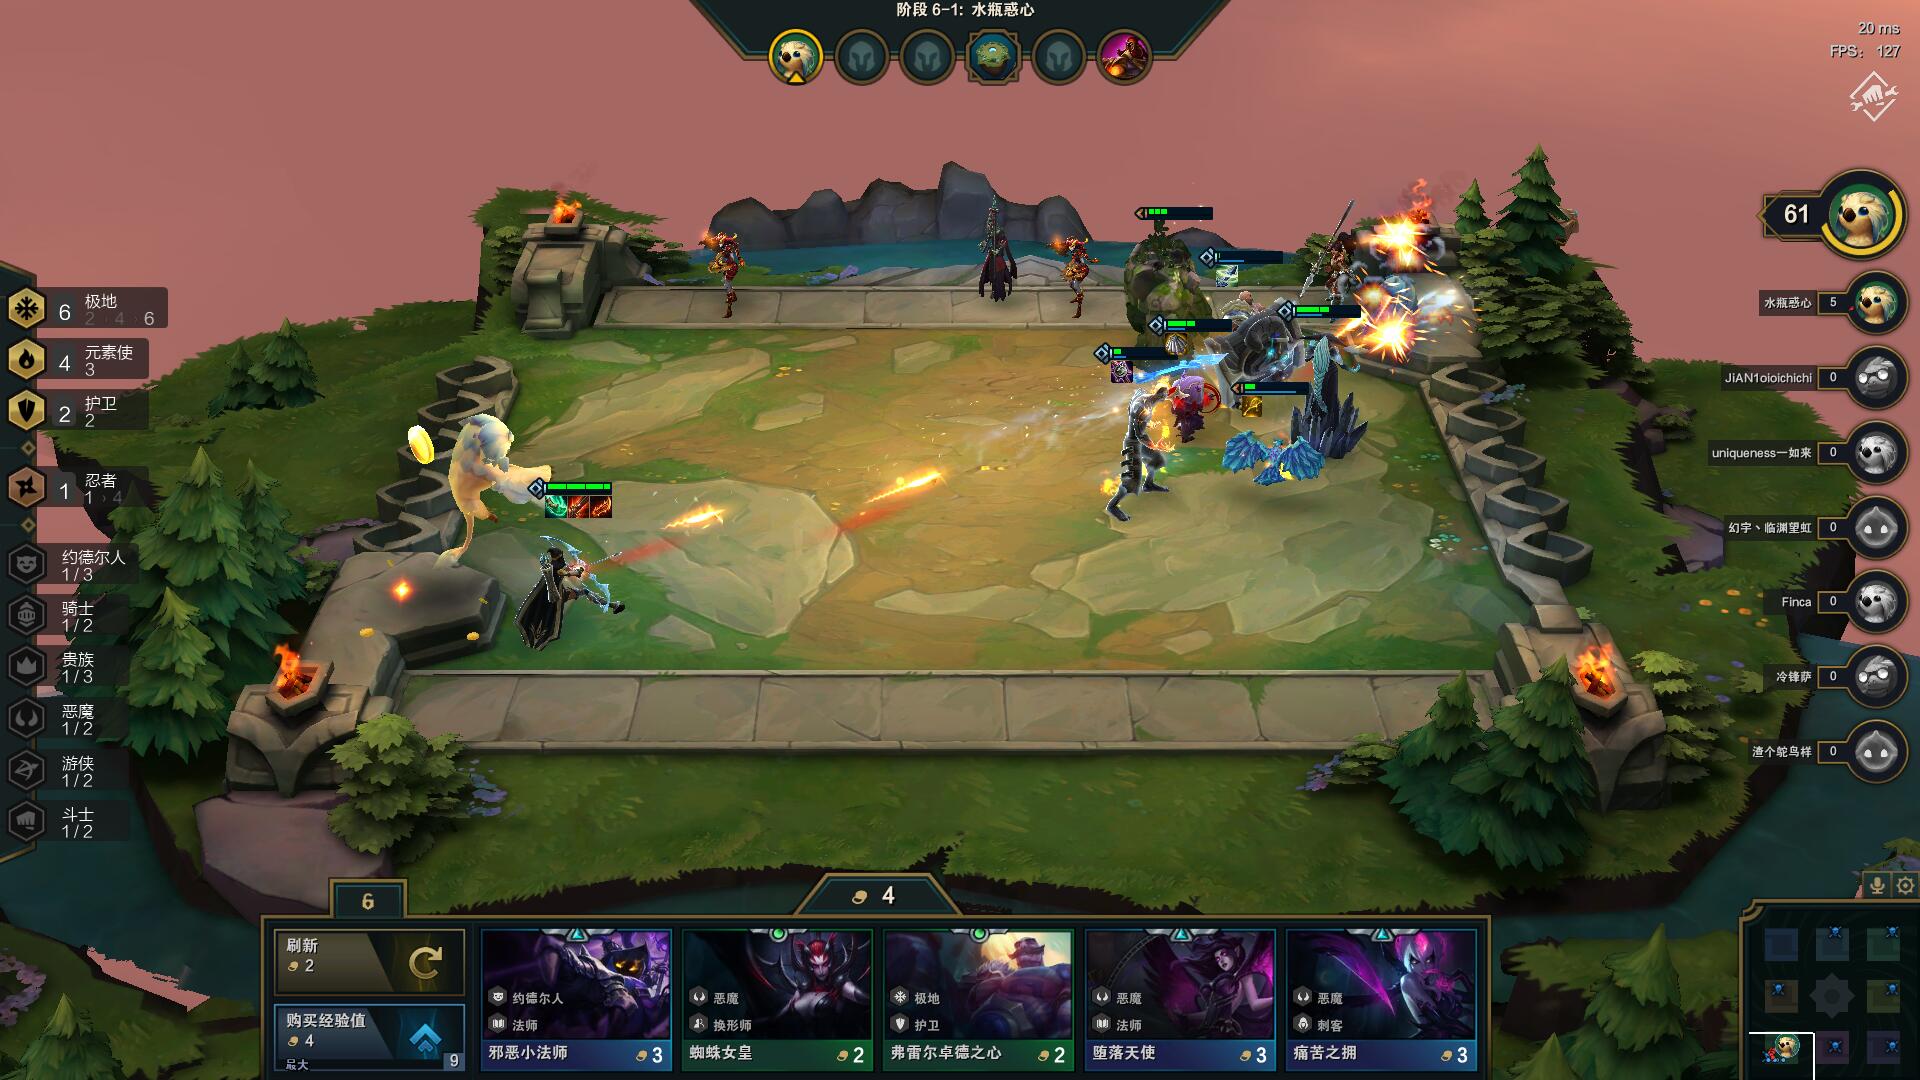 阶段 6-1: 水瓶惑心
20 ms
FPS: 127
61
水瓶惑心 5
JiAN1oioichichi 0
uniqueness一如来 0
幻宇丶临渊望虹 0
Finca 0
冷锋萨 0
渣个鸵鸟样 0
6 极地
2 › 4 › 6
4 元素使
3
2 护卫
2
1 忍者
1 › 4
约德尔人
1 / 3
骑士
1 / 2
贵族
1 / 3
恶魔
1 / 2
游侠
1 / 2
斗士
1 / 2
6
4
刷新
2
购买经验值
4
最大
9
约德尔人
法师
邪恶小法师 3
恶魔
换形师
蜘蛛女皇 2
极地
护卫
弗雷尔卓德之心 2
恶魔
法师
堕落天使 3
恶魔
刺客
痛苦之拥 3